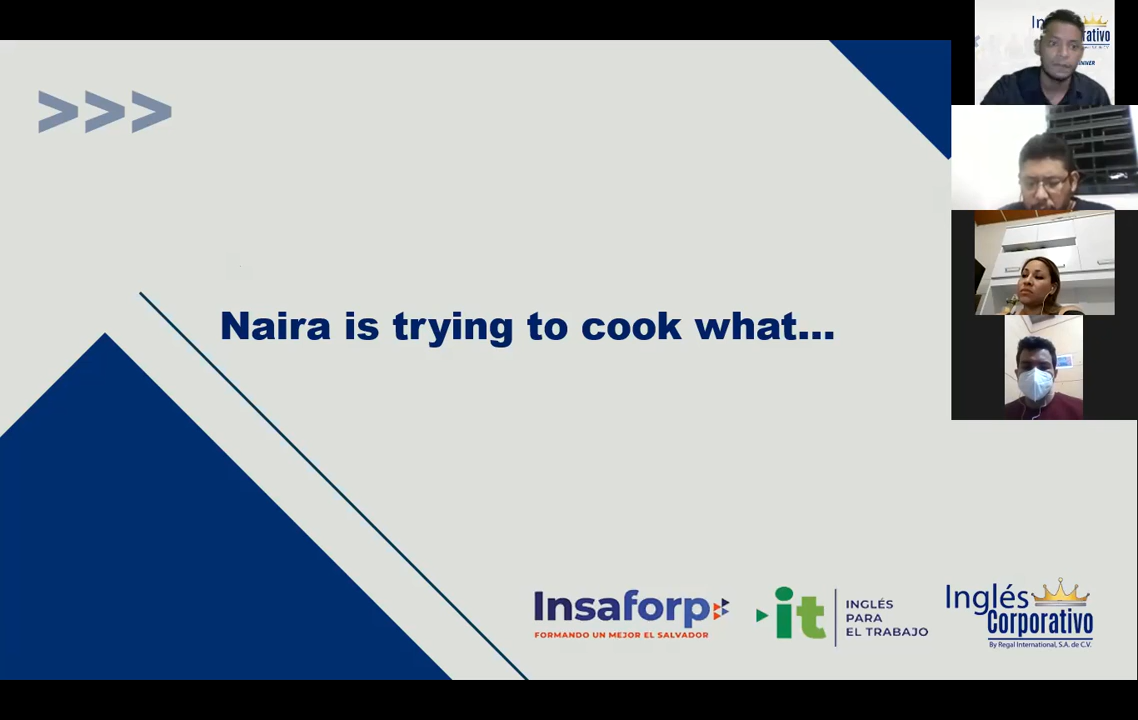 >>>
Naira is trying to cook what...
Insaforp
FORMANDO UN MEJOR EL SALVADOR
it
INGLÉS
PARA
EL TRABAJO
Inglés
Corporativo
By Regal International, S.A. de C.V.